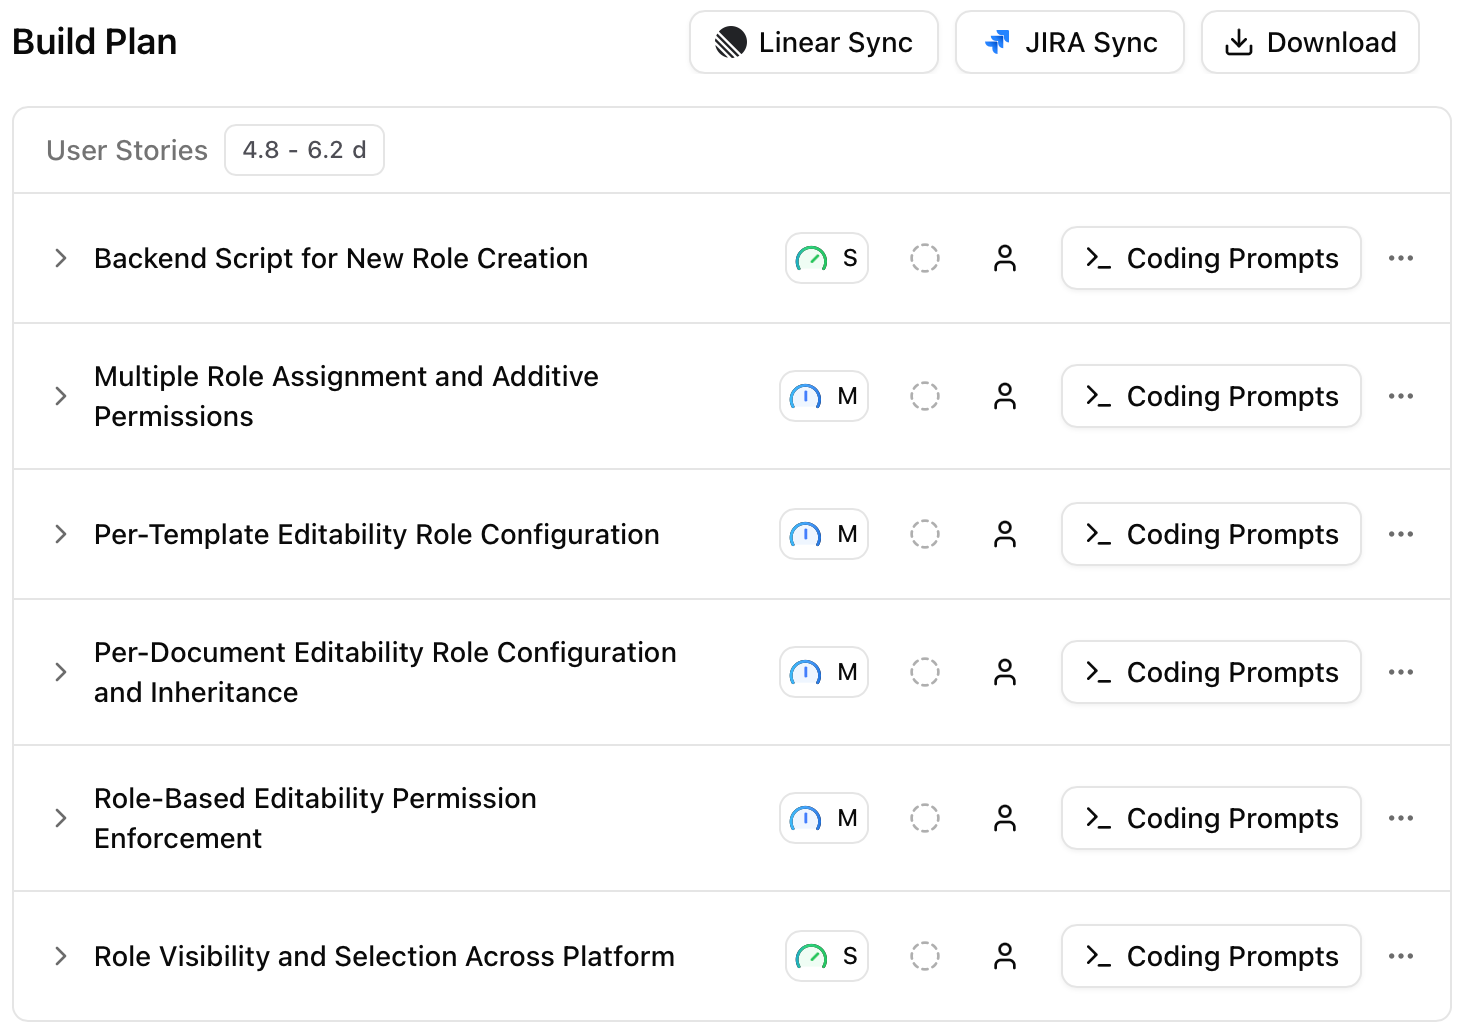 Build Plan
Linear Sync
JIRA Sync
Download
User Stories
4.8 - 6.2 d
Backend Script for New Role Creation
S
Coding Prompts
Multiple Role Assignment and Additive
Permissions
M
Coding Prompts
Per-Template Editability Role Configuration
M
Coding Prompts
Per-Document Editability Role Configuration
and Inheritance
M
Coding Prompts
Role-Based Editability Permission
Enforcement
M
Coding Prompts
Role Visibility and Selection Across Platform
S
Coding Prompts